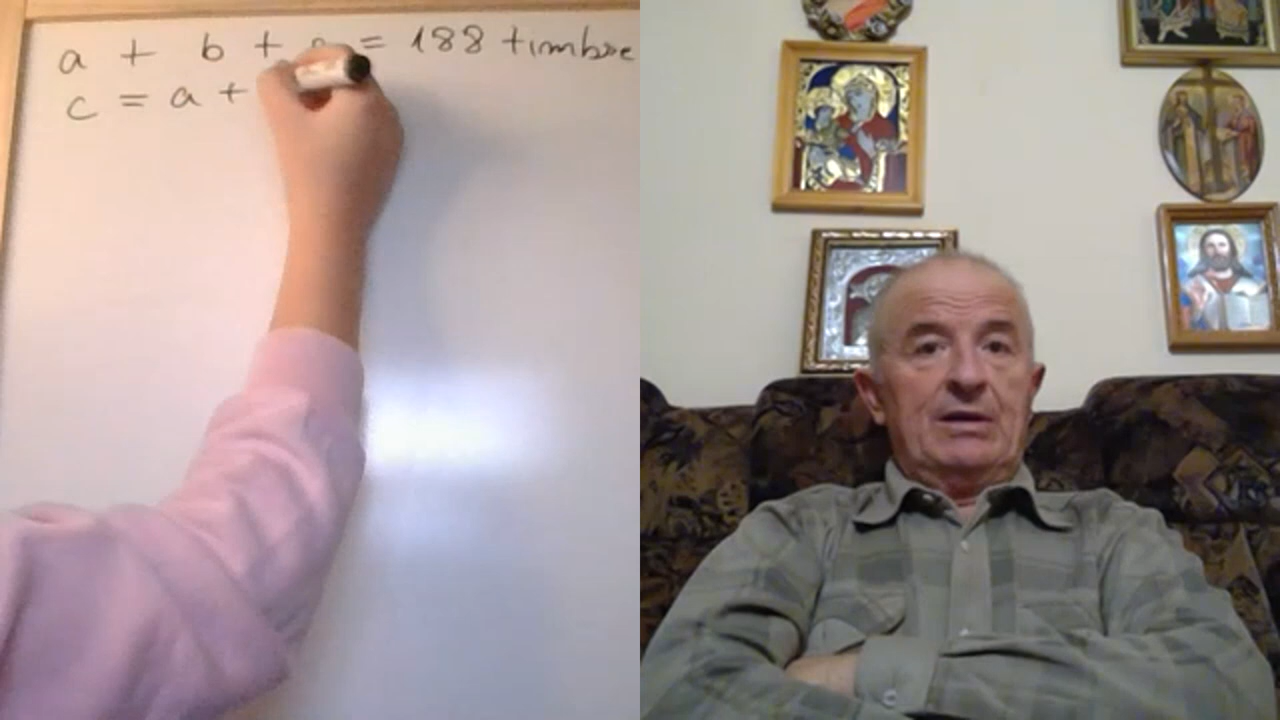 a + b + = 188 timbre
c = a +